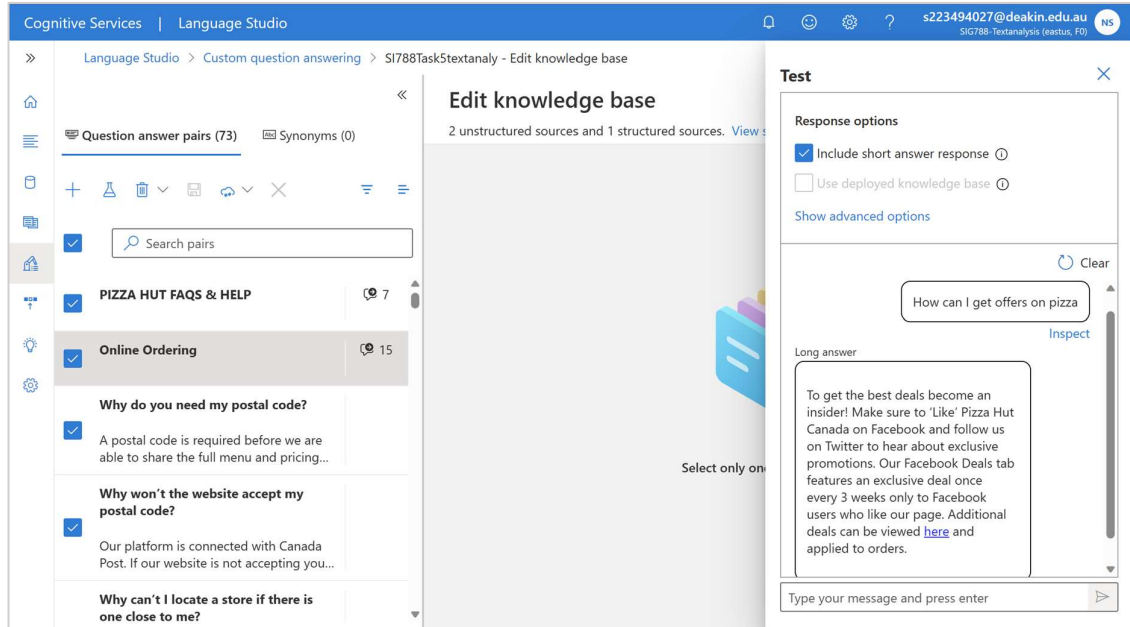 Cognitive Services | Language Studio
s223494027@deakin.edu.au
SIG788-Textanalysis (eastus, F0)
NS
Language Studio > Custom question answering > SI788Task5textanaly - Edit knowledge base
Question answer pairs (73)
Abc Synonyms (0)
Search pairs
PIZZA HUT FAQS & HELP
7
Online Ordering
15
Why do you need my postal code?
A postal code is required before we are
able to share the full menu and pricing...
Why won't the website accept my
postal code?
Our platform is connected with Canada
Post. If our website is not accepting you...
Why can't I locate a store if there is
one close to me?
Edit knowledge base
2 unstructured sources and 1 structured sources. View s
Select only on
Test
Response options
Include short answer response
Use deployed knowledge base
Show advanced options
Clear
How can I get offers on pizza
Inspect
Long answer
To get the best deals become an
insider! Make sure to 'Like' Pizza Hut
Canada on Facebook and follow us
on Twitter to hear about exclusive
promotions. Our Facebook Deals tab
features an exclusive deal once
every 3 weeks only to Facebook
users who like our page. Additional
deals can be viewed here and
applied to orders.
Type your message and press enter